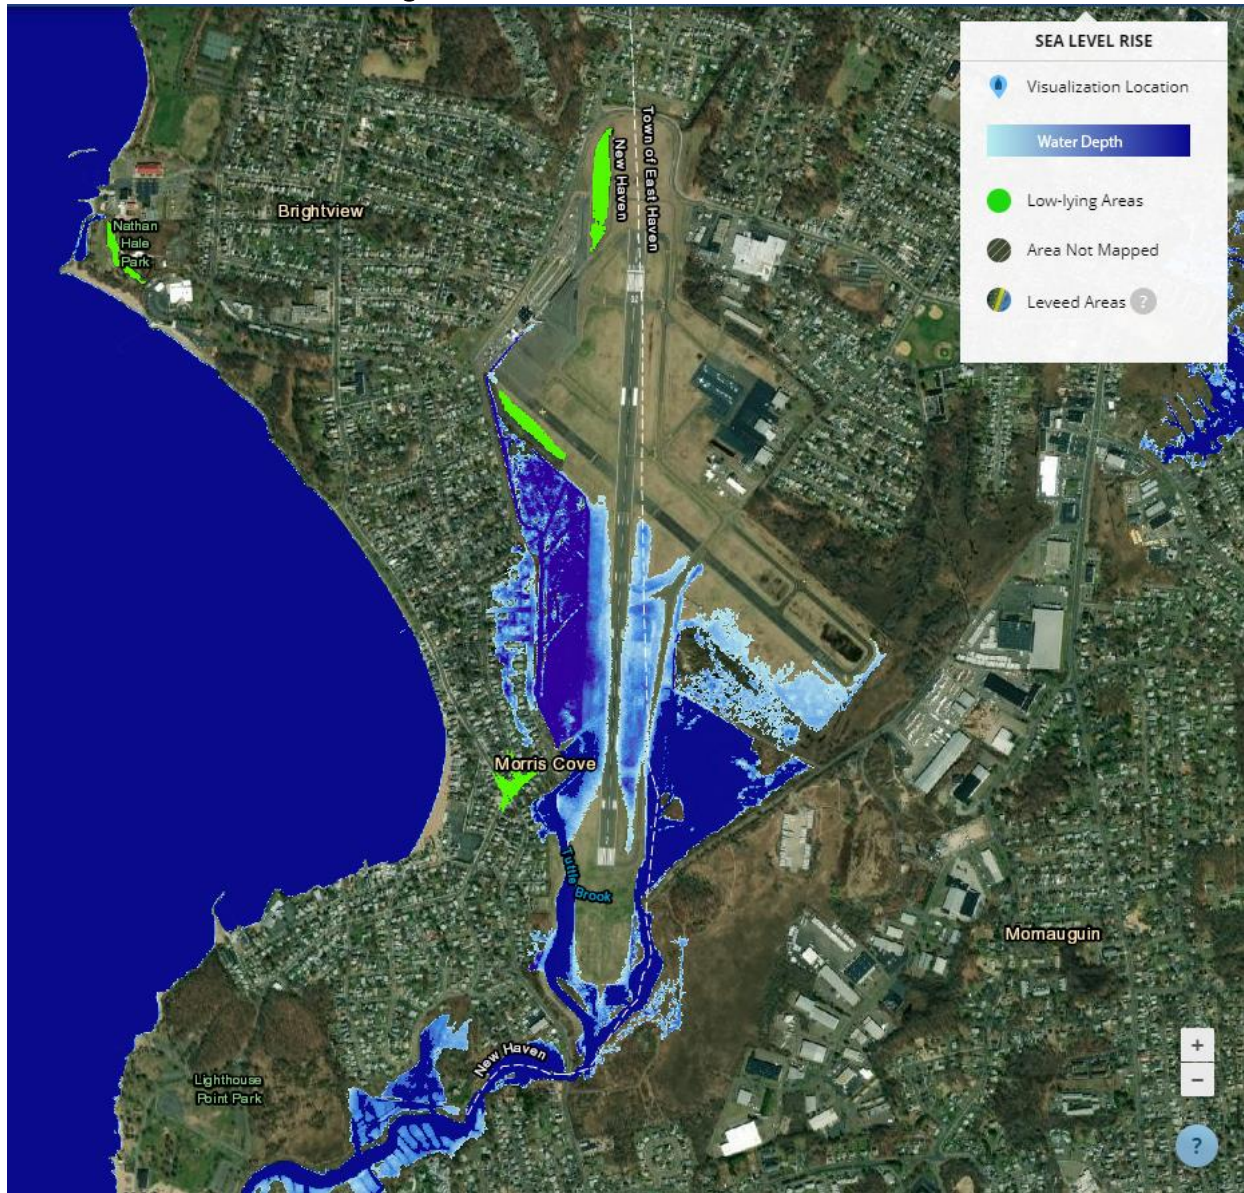 SEA LEVEL RISE
Visualization Location
Water Depth
Low-lying Areas
Area Not Mapped
Leveed Areas ?
Town of East Haven
New Haven
Brightview
Nathan
Hale
Park
Morris Cove
Tuttle Brook
Momauguin
New Haven
Lighthouse
Point Park
+
−
?